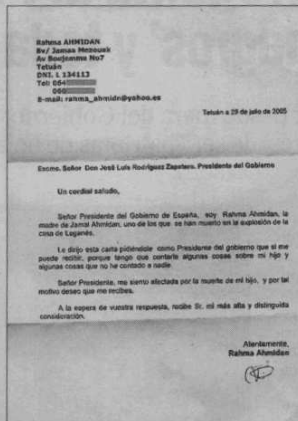 Rahma AHMIDAN
Bv/ Jamaa Mezouak
Av Boujemma No7
Tetuán
DNI. L 134113
Tel: 064
060
E-mail: rahma_ahmidn@yahoo.es
Tetuán a 28 de julio de 2005
Excmo. Señor Don José Luis Rodríguez Zapatero. Presidente del Gobierno
Un cordial saludo,
Señor Presidente del Gobierno de España, soy Rahma Ahmidan, la
madre de Jamal Ahmidan, uno de los que se han muerto en la explosión de la
casa de Leganés.
Le dirijo esta carta pidiéndole como Presidente del gobierno que si me
puede recibir, porque tengo que contarle algunas cosas sobre mi hijo y
algunas cosas que no he contado a nadie.
Señor Presidente, me siento afectada por la muerte de mi hijo, y por tal
motivo deseo que me recibes.
A la espera de vuestra respuesta, recibe Sr. mi más alta y distinguida
consideración.
Atentamente,
Rahma Ahmidan